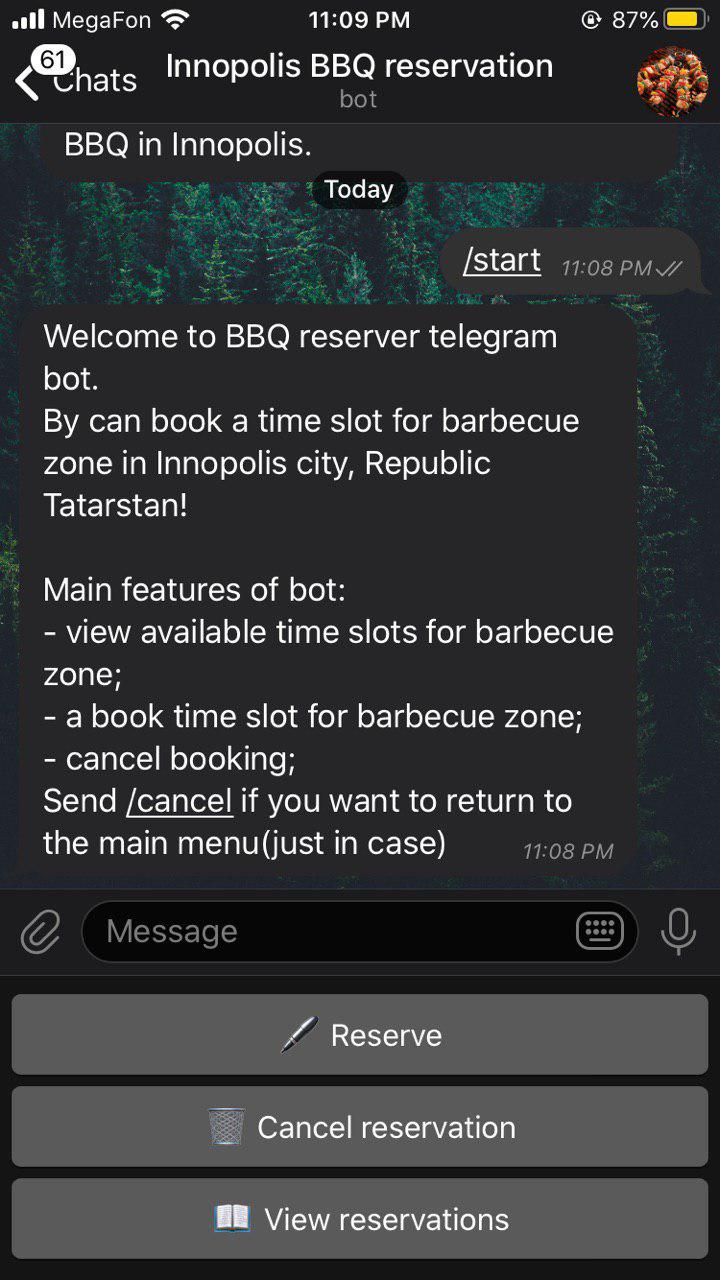 MegaFon 11:09 PM 87%
61
Chats Innopolis BBQ reservation
bot
BBQ in Innopolis.
Today
/start 11:08 PM
Welcome to BBQ reserver telegram
bot.
By can book a time slot for barbecue
zone in Innopolis city, Republic
Tatarstan!
Main features of bot:
- view available time slots for barbecue
zone;
- a book time slot for barbecue zone;
- cancel booking;
Send /cancel if you want to return to
the main menu(just in case) 11:08 PM
Message
Reserve
Cancel reservation
View reservations